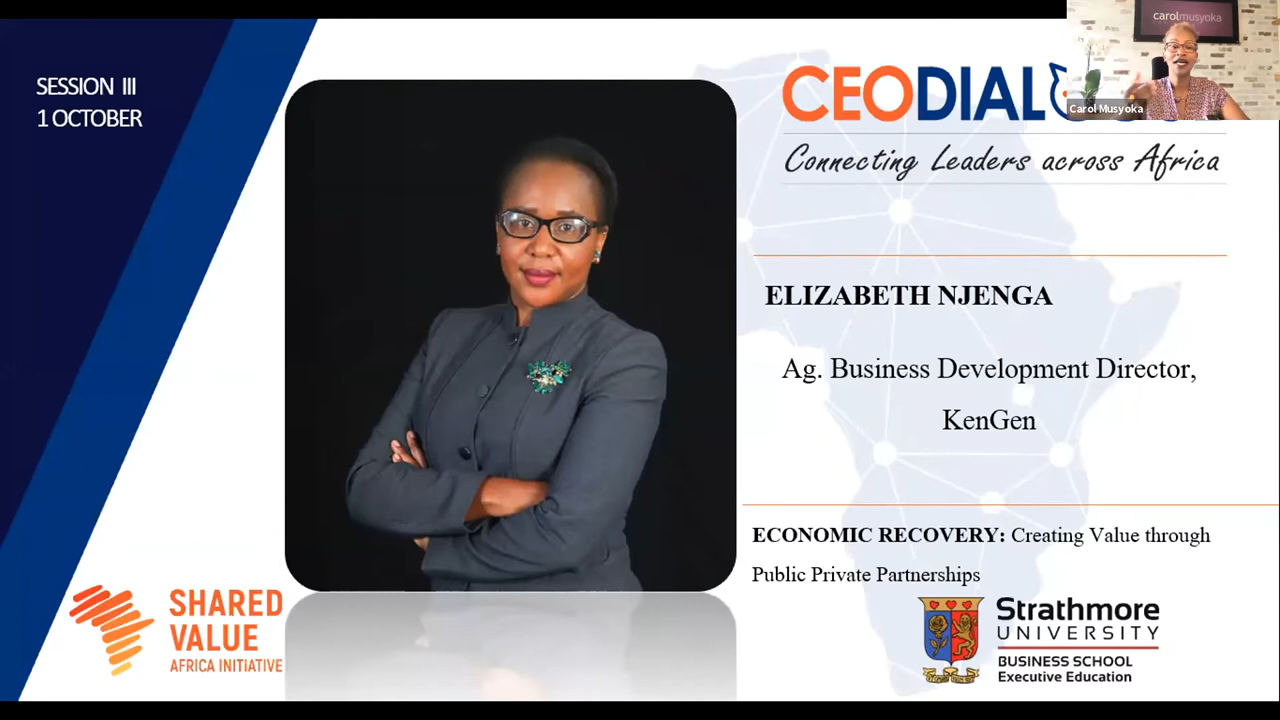 SESSION III
1 OCTOBER
carolmusyoka
Carol Musyoka
CEODIAL
Connecting Leaders across Africa
ELIZABETH NJENGA
Ag. Business Development Director,
KenGen
ECONOMIC RECOVERY: Creating Value through
Public Private Partnerships
SHARED
VALUE
AFRICA INITIATIVE
Strathmore
UNIVERSITY
BUSINESS SCHOOL
Executive Education